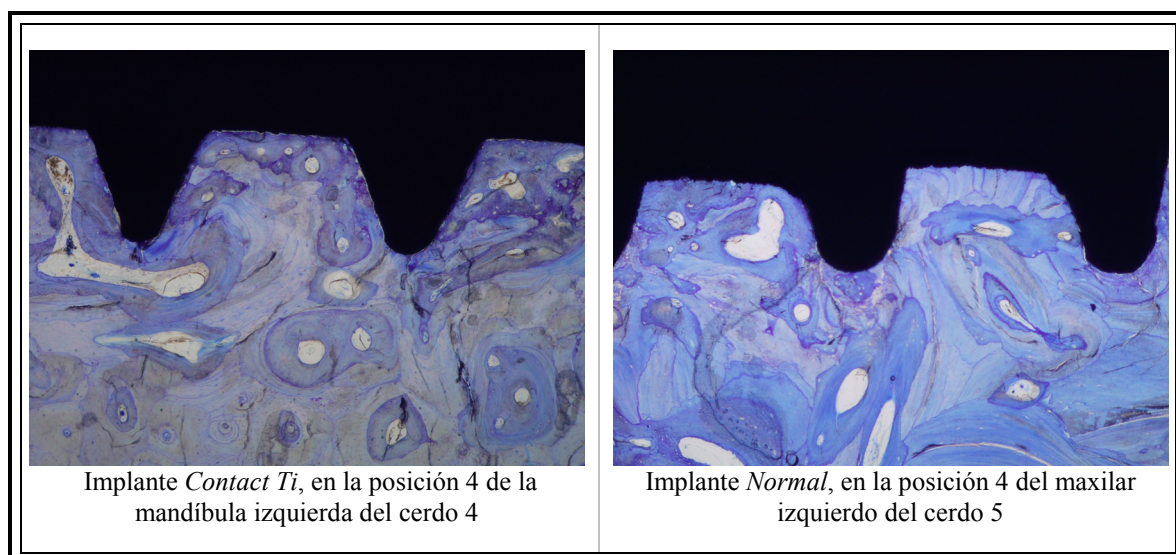 Implante Contact Ti, en la posición 4 de la
mandíbula izquierda del cerdo 4
Implante Normal, en la posición 4 del maxilar
izquierdo del cerdo 5